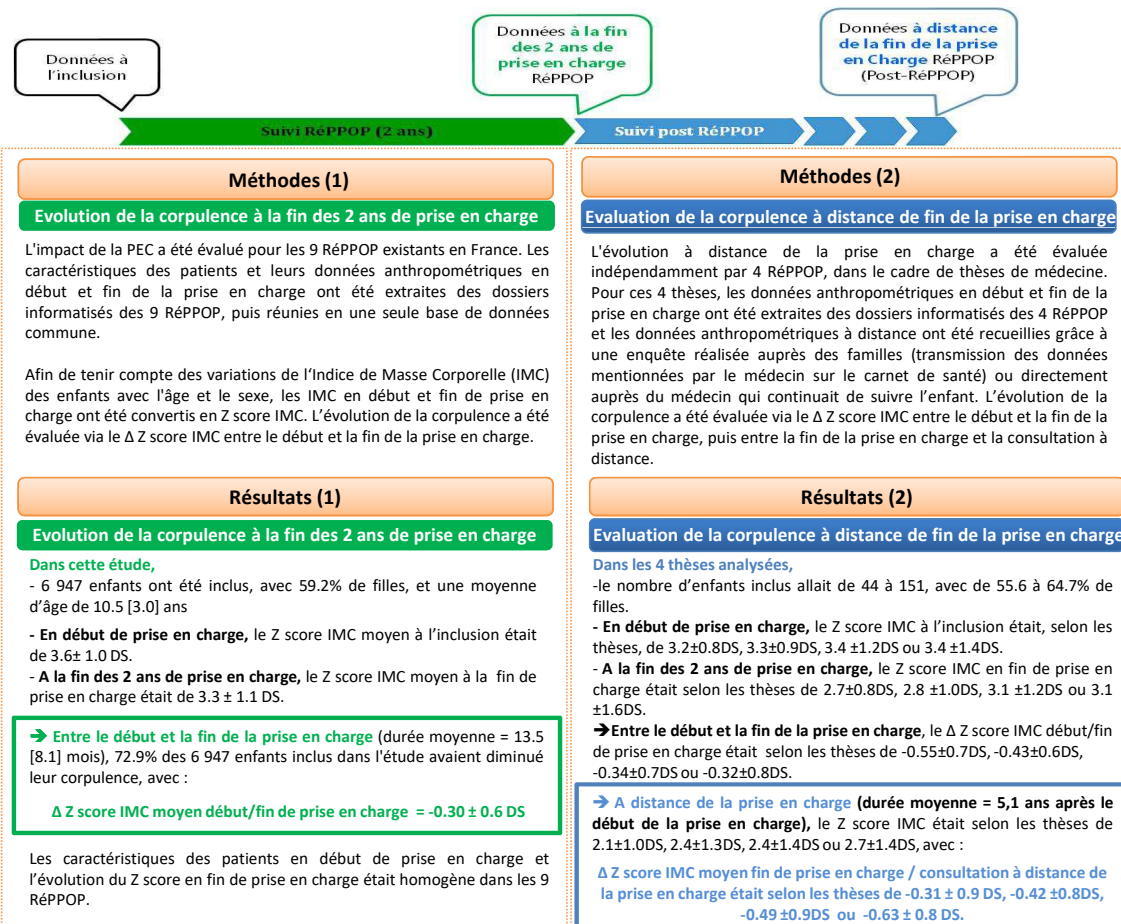 Données à
l'inclusion
Données à la fin
des 2 ans de
prise en charge
RéPPOP
Données à distance
de la fin de la prise
en Charge RéPPOP
(Post-RéPPOP)
Suivi RéPPOP (2 ans)
Suivi post RéPPOP
Méthodes (1)
Evolution de la corpulence à la fin des 2 ans de prise en charge
L'impact de la PEC a été évalué pour les 9 RéPPOP existants en France. Les
caractéristiques des patients et leurs données anthropométriques en
début et fin de la prise en charge ont été extraites des dossiers
informatisés des 9 RéPPOP, puis réunies en une seule base de données
commune.
Afin de tenir compte des variations de l'Indice de Masse Corporelle (IMC)
des enfants avec l'âge et le sexe, les IMC en début et fin de prise en
charge ont été convertis en Z score IMC. L'évolution de la corpulence a été
évaluée via le Δ Z score IMC entre le début et la fin de la prise en charge.
Résultats (1)
Evolution de la corpulence à la fin des 2 ans de prise en charge
Dans cette étude,
- 6 947 enfants ont été inclus, avec 59.2% de filles, et une moyenne
d'âge de 10.5 [3.0] ans
- En début de prise en charge, le Z score IMC moyen à l'inclusion était
de 3.6± 1.0 DS.
- A la fin des 2 ans de prise en charge, le Z score IMC moyen à la fin de
prise en charge était de 3.3 ± 1.1 DS.
➔ Entre le début et la fin de la prise en charge (durée moyenne = 13.5
[8.1] mois), 72.9% des 6 947 enfants inclus dans l'étude avaient diminué
leur corpulence, avec :
Δ Z score IMC moyen début/fin de prise en charge = -0.30 ± 0.6 DS
Les caractéristiques des patients en début de prise en charge et
l'évolution du Z score en fin de prise en charge était homogène dans les 9
RéPPOP.
Méthodes (2)
Evaluation de la corpulence à distance de fin de la prise en charge
L'évolution à distance de la prise en charge a été évaluée
indépendamment par 4 RéPPOP, dans le cadre de thèses de médecine.
Pour ces 4 thèses, les données anthropométriques en début et fin de la
prise en charge ont été extraites des dossiers informatisés des 4 RéPPOP
et les données anthropométriques à distance ont été recueillies grâce à
une enquête réalisée auprès des familles (transmission des données
mentionnées par le médecin sur le carnet de santé) ou directement
auprès du médecin qui continuait de suivre l'enfant. L'évolution de la
corpulence a été évaluée via le Δ Z score IMC entre le début et la fin de la
prise en charge, puis entre la fin de la prise en charge et la consultation à
distance.
Résultats (2)
Evaluation de la corpulence à distance de fin de la prise en charge
Dans les 4 thèses analysées,
-le nombre d'enfants inclus allait de 44 à 151, avec de 55.6 à 64.7% de
filles.
- En début de prise en charge, le Z score IMC à l'inclusion était, selon les
thèses, de 3.2±0.8DS, 3.3±0.9DS, 3.4 ±1.2DS ou 3.4 ±1.4DS.
- A la fin des 2 ans de prise en charge, le Z score IMC en fin de prise en
charge était selon les thèses de 2.7±0.8DS, 2.8 ±1.0DS, 3.1 ±1.2DS ou 3.1
±1.6DS.
➔Entre le début et la fin de la prise en charge, le Δ Z score IMC début/fin
de prise en charge était selon les thèses de -0.55±0.7DS, -0.43±0.6DS,
-0.34±0.7DS ou -0.32±0.8DS.
➔ A distance de la prise en charge (durée moyenne = 5,1 ans après le
début de la prise en charge), le Z score IMC était selon les thèses de
2.1±1.0DS, 2.4±1.3DS, 2.4±1.4DS ou 2.7±1.4DS, avec :
Δ Z score IMC moyen fin de prise en charge / consultation à distance de
la prise en charge était selon les thèses de -0.31 ± 0.9 DS, -0.42 ±0.8DS,
-0.49 ±0.9DS ou -0.63 ± 0.8 DS.